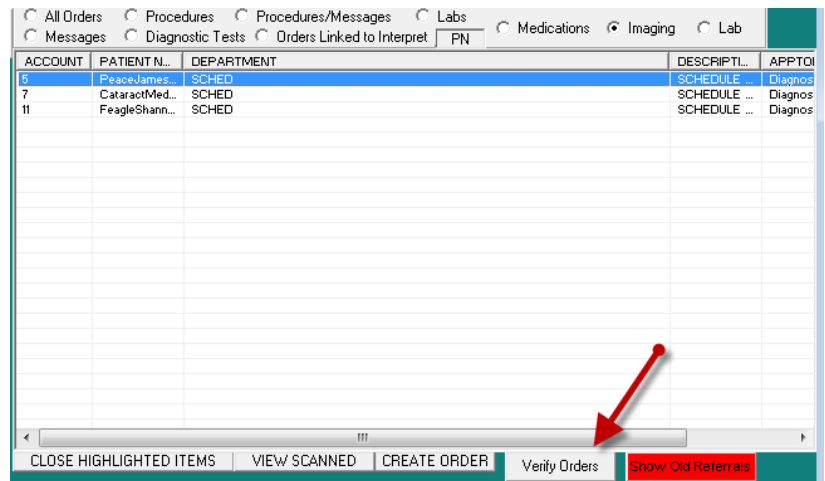 All Orders Procedures Procedures/Messages Labs
Messages Diagnostic Tests Orders Linked to Interpret PN Medications Imaging Lab
ACCOUNT PATIENT N... DEPARTMENT DESCRIPTI... APPTOI
5 PeaceJames... SCHED SCHEDULE ... Diagnos
7 CataractMed... SCHED SCHEDULE ... Diagnos
11 FeagleShann... SCHED SCHEDULE ... Diagnos
CLOSE HIGHLIGHTED ITEMS VIEW SCANNED CREATE ORDER Verify Orders Show Old Referrals